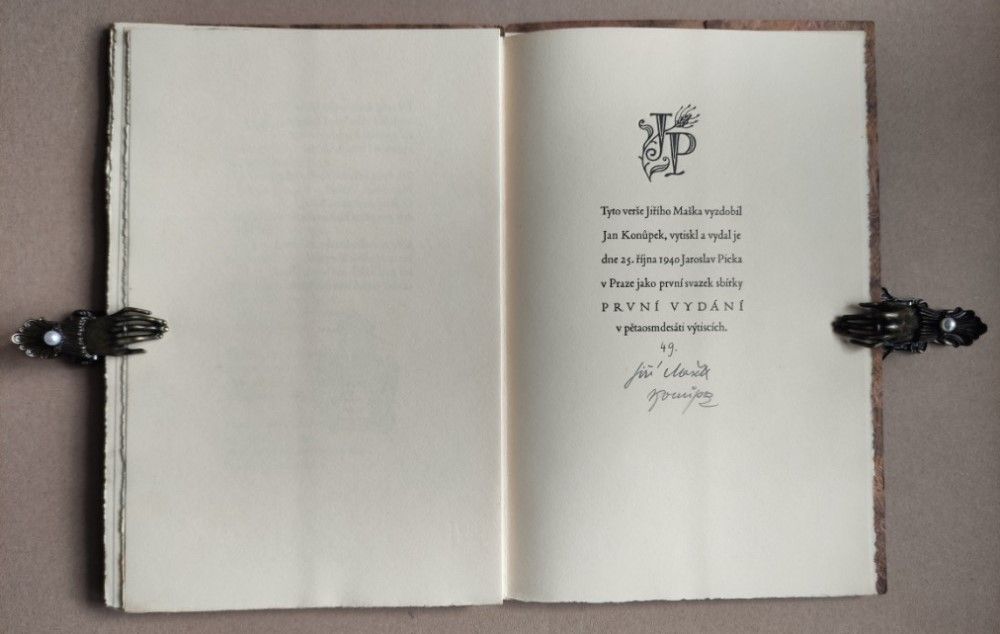 JP
Tyto verše Jiřího Maška vyzdobil
Jan Konůpek, vytiskl a vydal je
dne 25. října 1940 Jaroslav Picka
v Praze jako první svazek sbírky
PRVNÍ VYDÁNÍ
v pětaosmdesáti výtiscích.
49.
Jiří Mašek
Konůpek